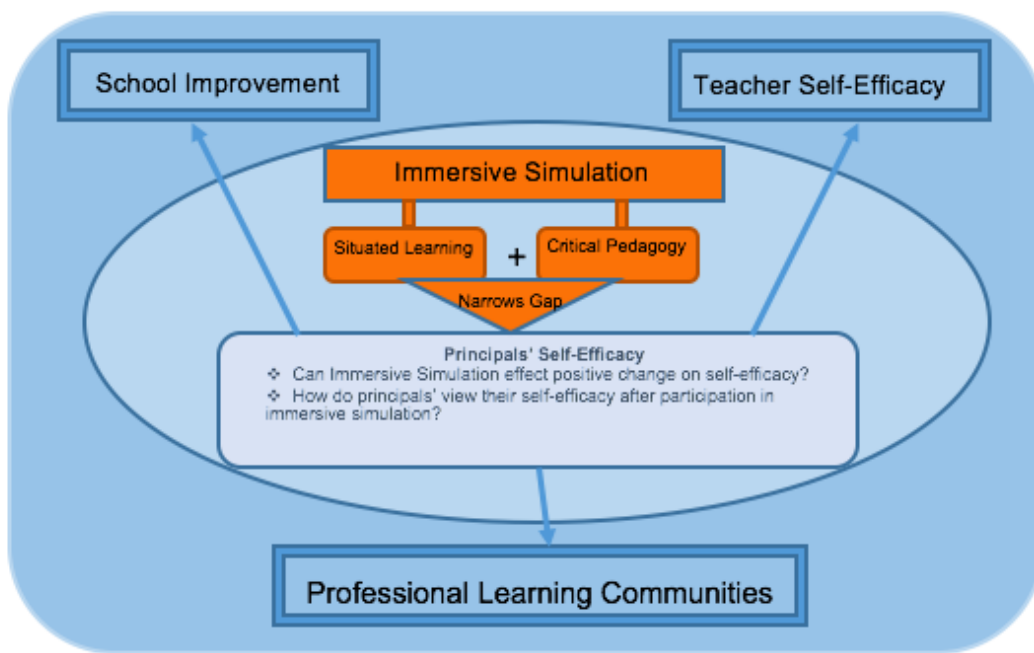 School Improvement
Teacher Self-Efficacy
Immersive Simulation
Situated Learning
+
Critical Pedagogy
Narrows Gap
Principals' Self-Efficacy
❖ Can Immersive Simulation effect positive change on self-efficacy?
❖ How do principals' view their self-efficacy after participation in
immersive simulation?
Professional Learning Communities